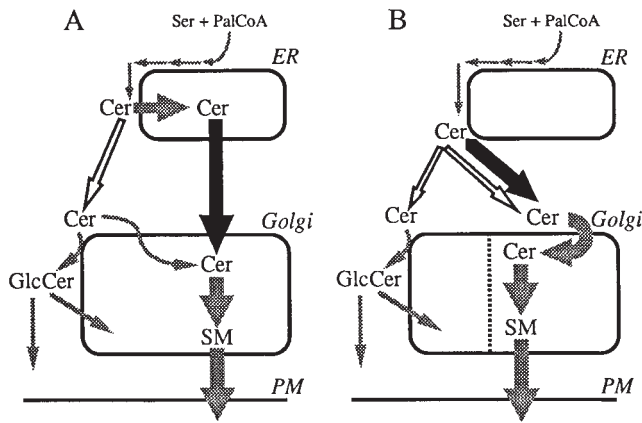 A
Ser + PalCoA
ER
Cer
Cer
Cer
Golgi
Cer
GlcCer
SM
PM
B
Ser + PalCoA
ER
Cer
Cer
Cer
Golgi
Cer
GlcCer
SM
PM